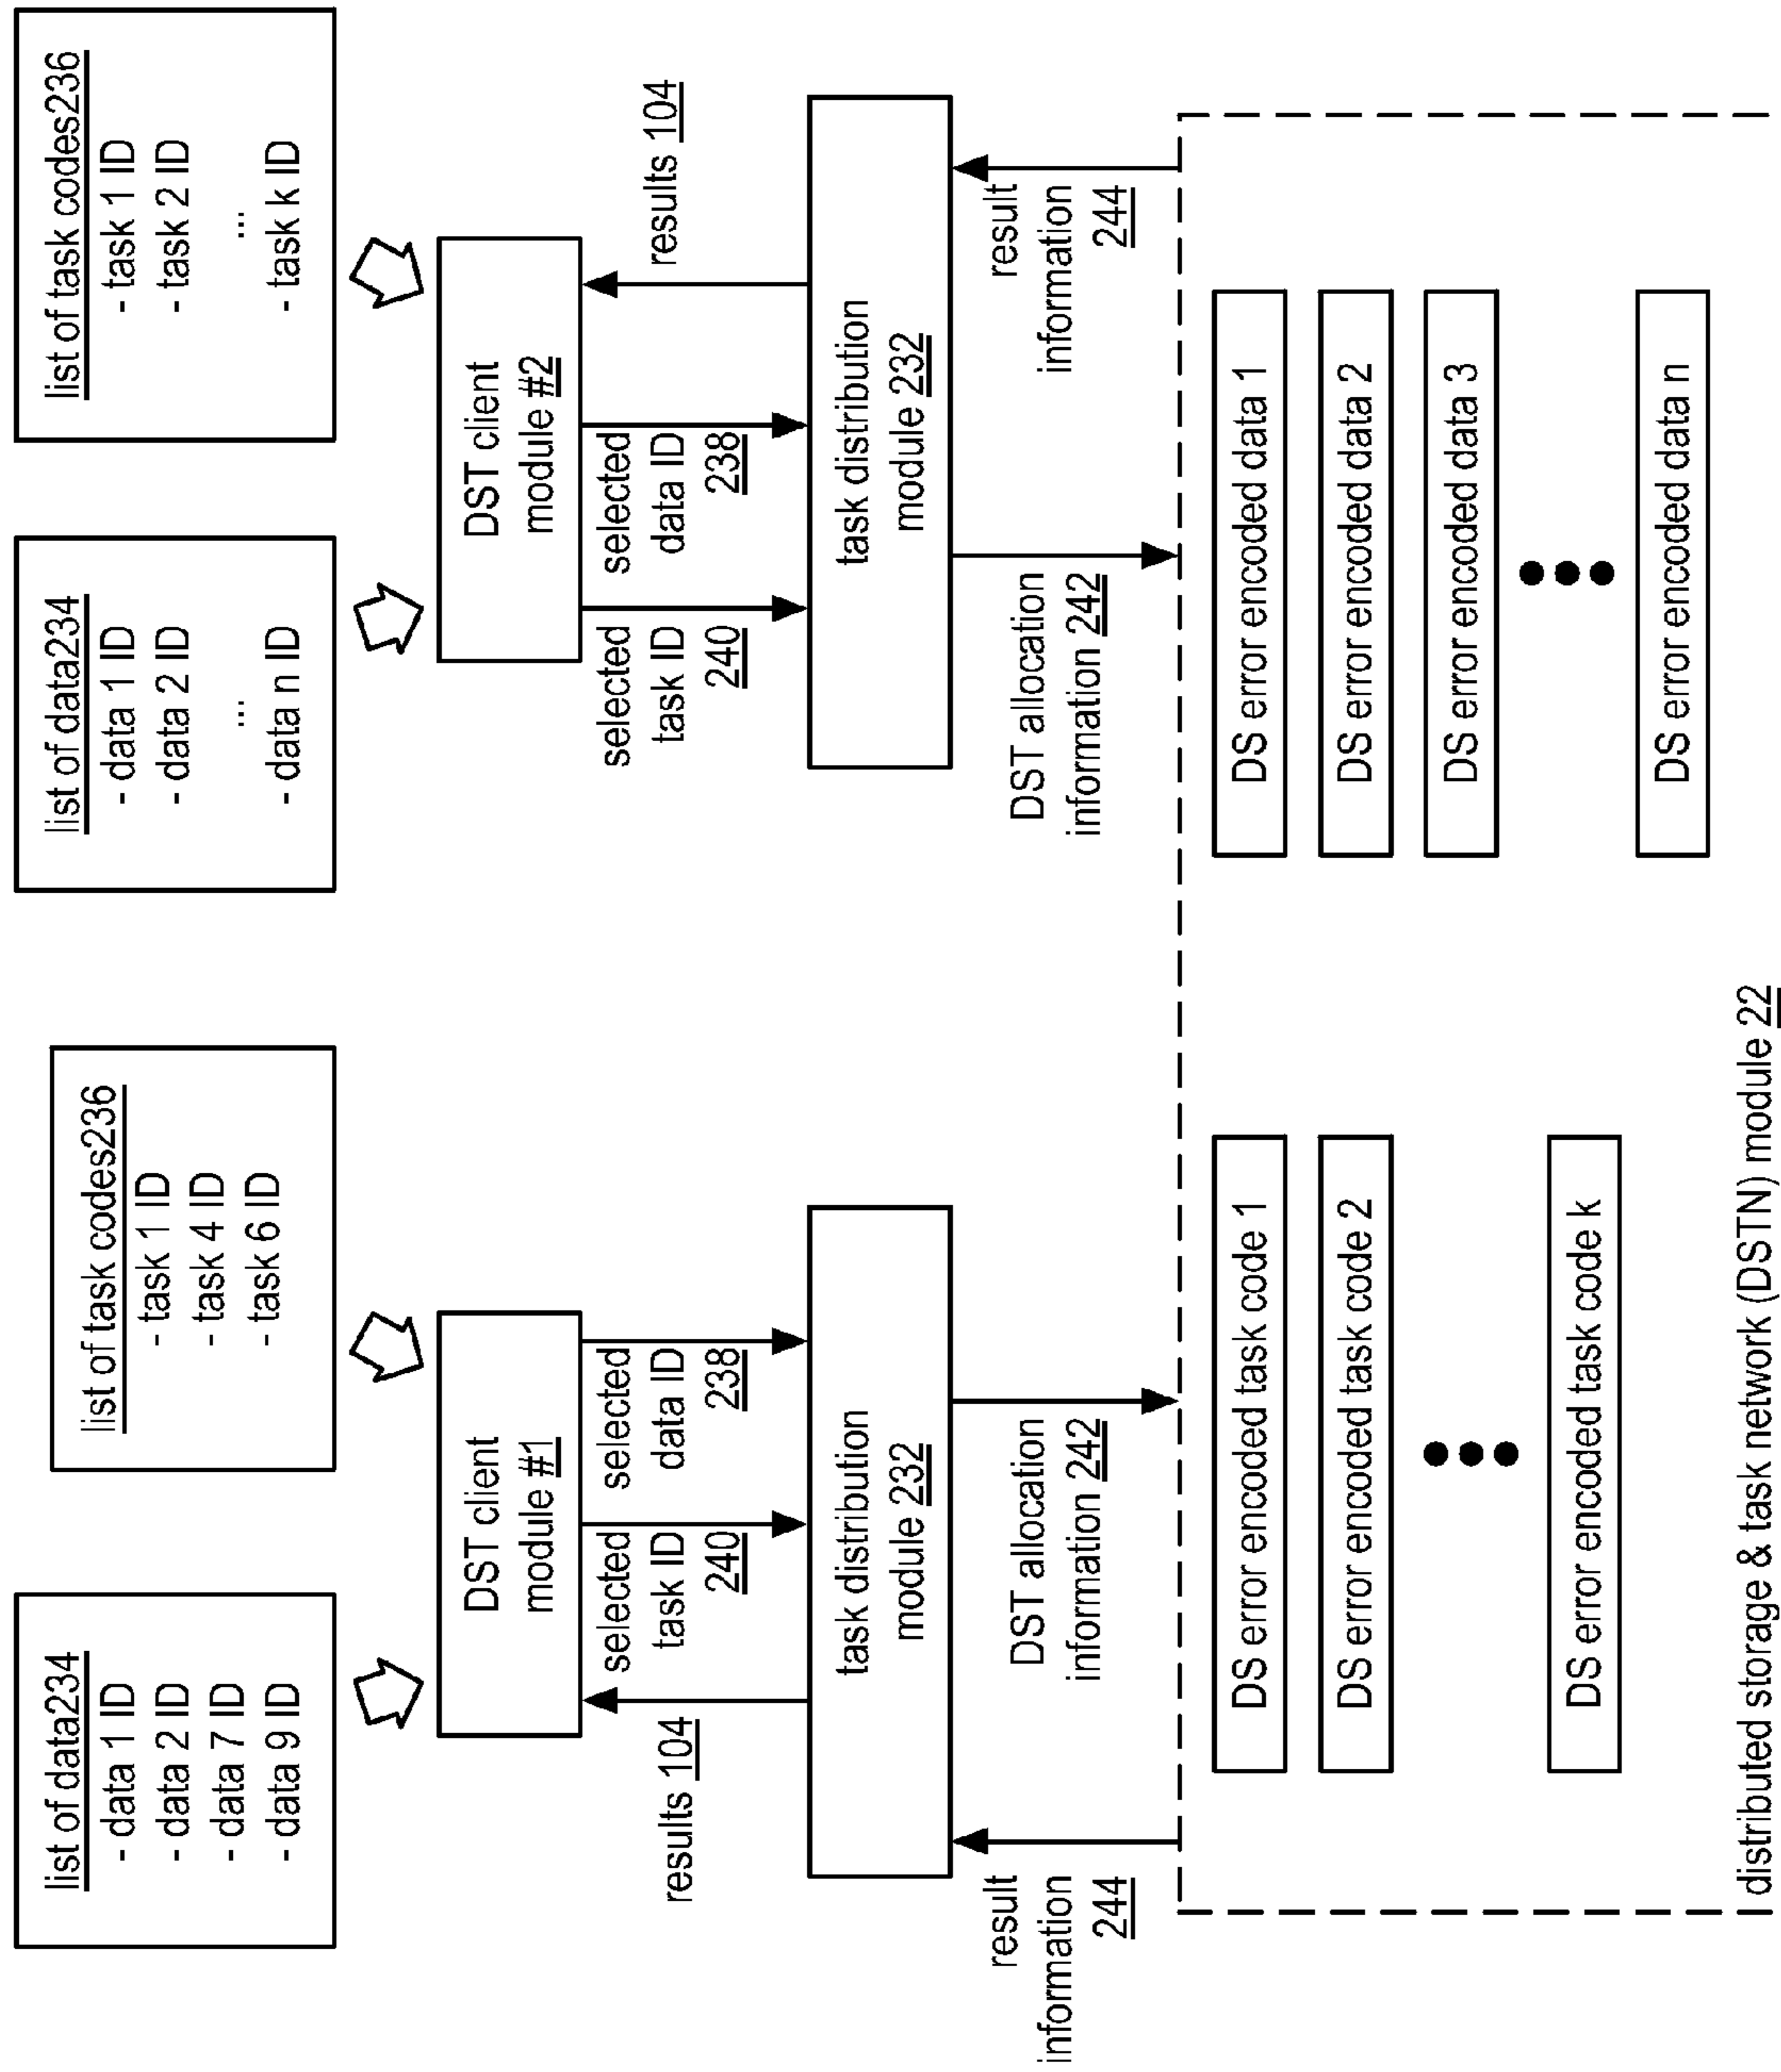 list of data234
- data 1 ID
- data 2 ID
- data 7 ID
- data 9 ID
list of task codes236
- task 1 ID
- task 4 ID
- task 6 ID
list of data234
- data 1 ID
- data 2 ID
...
- data n ID
list of task codes236
- task 1 ID
- task 2 ID
...
- task k ID
DST client
module #1
DST client
module #2
results 104
selected
task ID
240
selected
data ID
238
selected
task ID
240
selected
data ID
238
results 104
task distribution
module 232
task distribution
module 232
result
information
244
DST allocation
information 242
DST allocation
information 242
result
information
244
DS error encoded task code 1
DS error encoded task code 2
DS error encoded task code k
DS error encoded data 1
DS error encoded data 2
DS error encoded data 3
DS error encoded data n
distributed storage & task network (DSTN) module 22